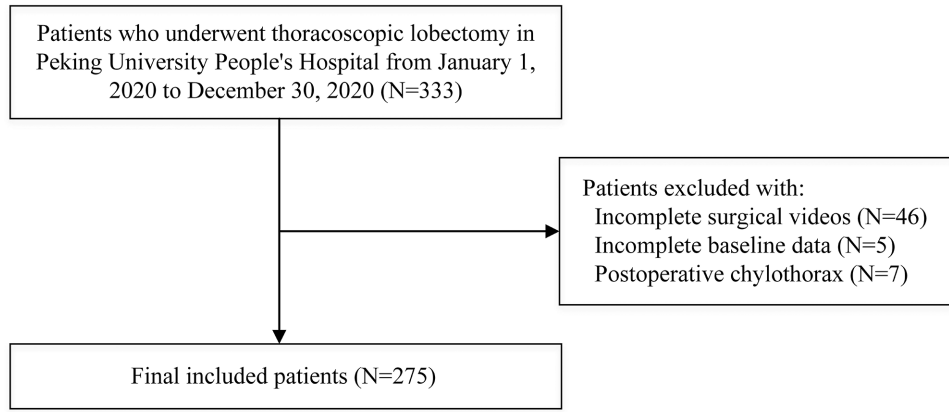 Patients who underwent thoracoscopic lobectomy in
Peking University People's Hospital from January 1,
2020 to December 30, 2020 (N=333)
Patients excluded with:
Incomplete surgical videos (N=46)
Incomplete baseline data (N=5)
Postoperative chylothorax (N=7)
Final included patients (N=275)